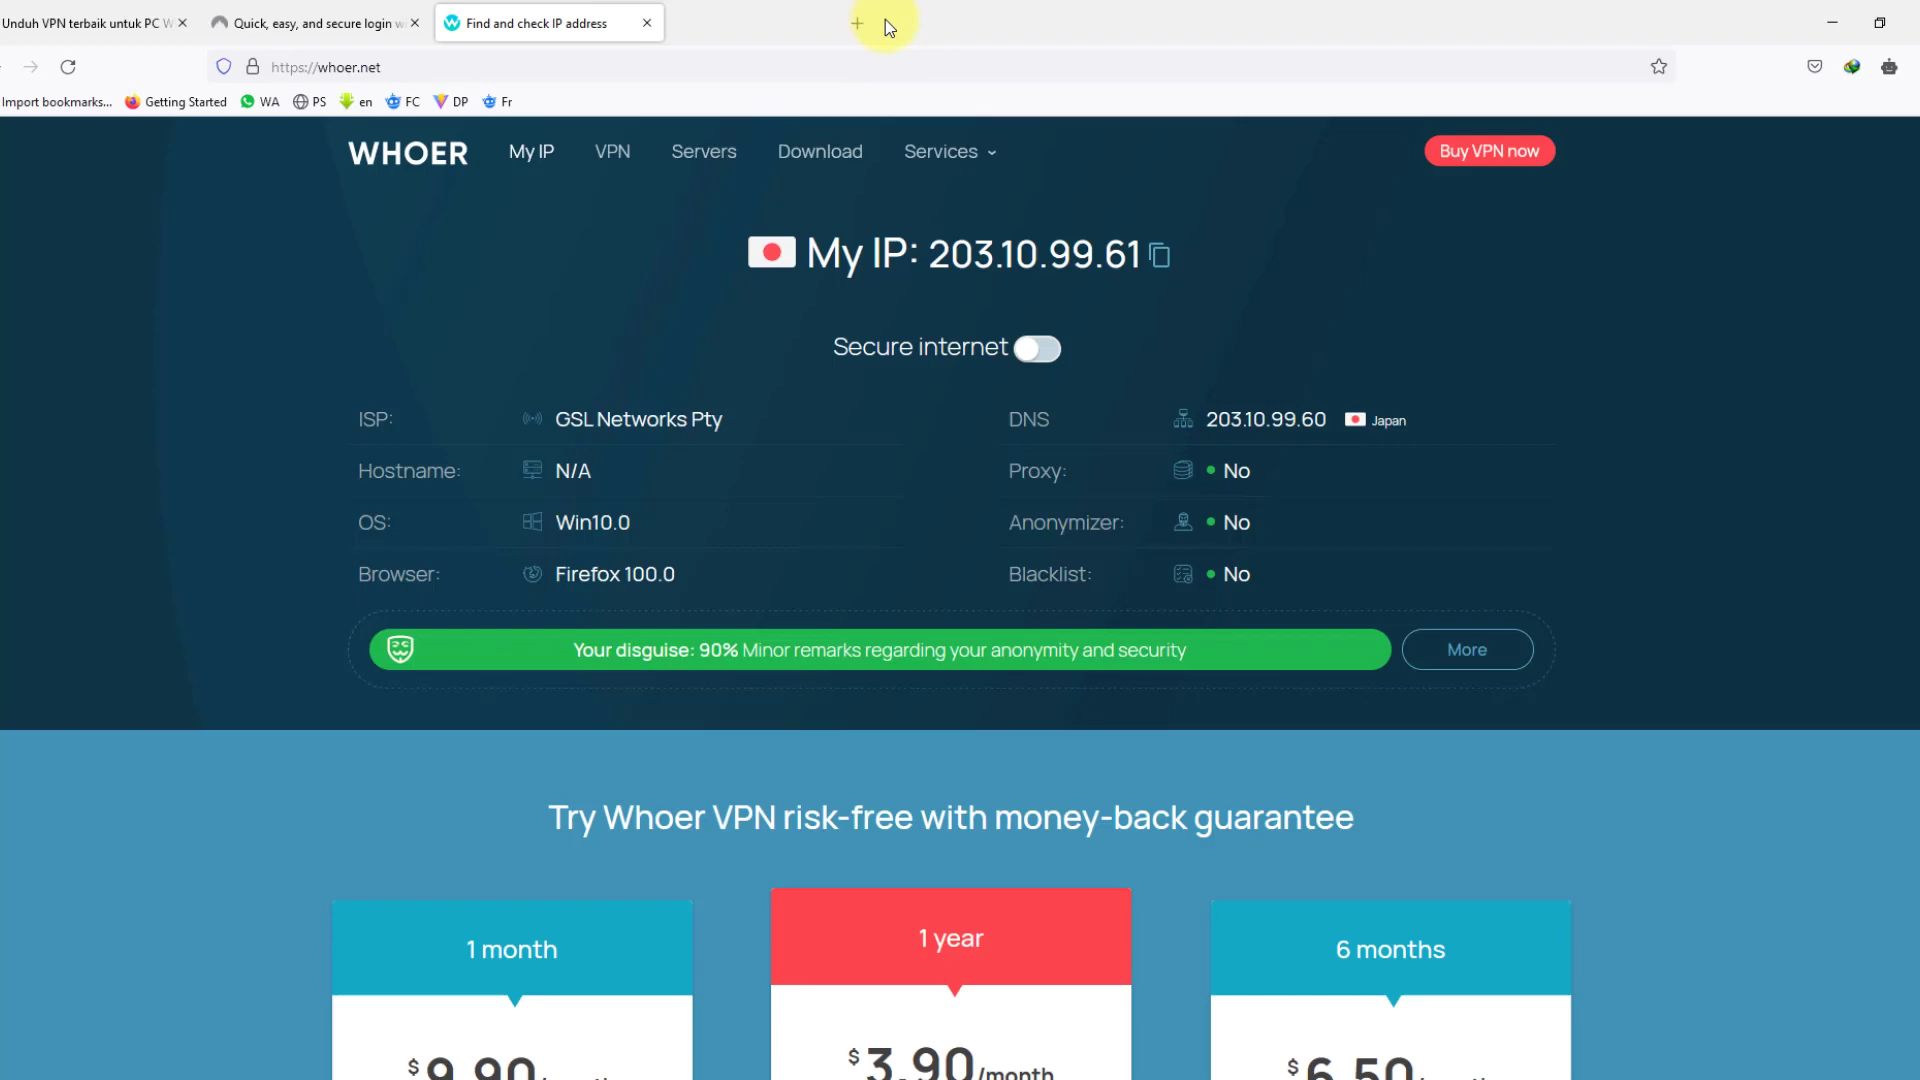 Unduh VPN terbaik untuk PC W
Quick, easy, and secure login w
Find and check IP address
https://whoer.net
Import bookmarks...
Getting Started
WA
PS
en
FC
DP
Fr
WHOER
My IP
VPN
Servers
Download
Services
Buy VPN now
My IP: 203.10.99.61
Secure internet
ISP: GSL Networks Pty
DNS 203.10.99.60 Japan
Hostname: N/A
Proxy: No
OS: Win10.0
Anonymizer: No
Browser: Firefox 100.0
Blacklist: No
Your disguise: 90% Minor remarks regarding your anonymity and security
More
Try Whoer VPN risk-free with money-back guarantee
1 month
1 year
6 months
$9.90
$3.90/month
$6.50